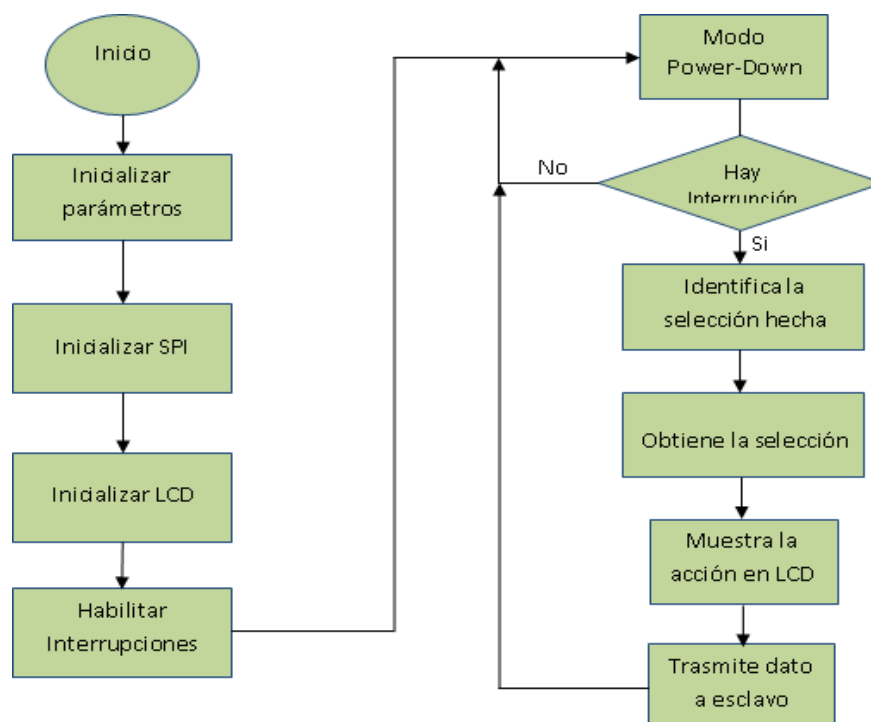 Inicio
Inicializar
parámetros
Inicializar SPI
Inicializar LCD
Habilitar
Interrupciones
Modo
Power-Down
Hay
Interrupción
No
Si
Identifica la
selección hecha
Obtiene la selección
Muestra la
acción en LCD
Trasmite dato
a esclavo